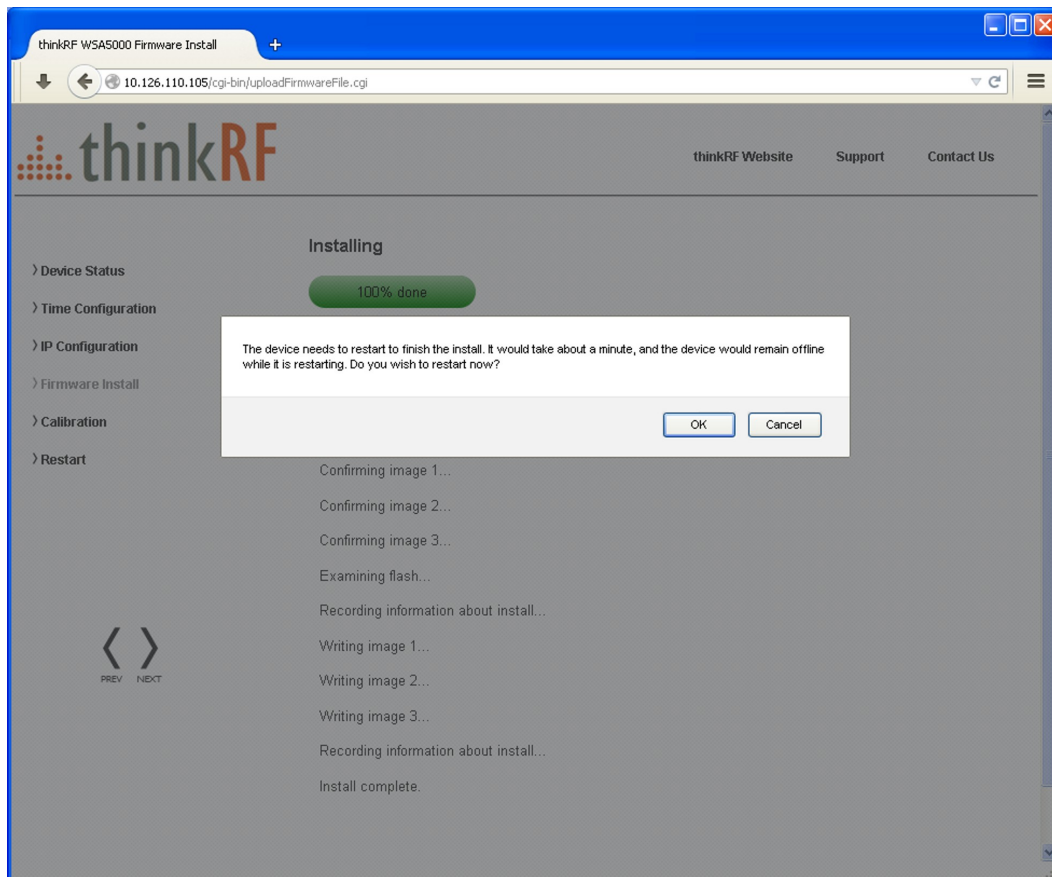 thinkRF WSA5000 Firmware Install
10.126.110.105/cgi-bin/uploadFirmwareFile.cgi
thinkRF
thinkRF Website
Support
Contact Us
Device Status
Time Configuration
IP Configuration
Firmware Install
Calibration
Restart
PREV NEXT
Installing
100% done
The device needs to restart to finish the install. It would take about a minute, and the device would remain offline
while it is restarting. Do you wish to restart now?
OK
Cancel
Confirming image 1...
Confirming image 2...
Confirming image 3...
Examining flash...
Recording information about install...
Writing image 1...
Writing image 2...
Writing image 3...
Recording information about install...
Install complete.